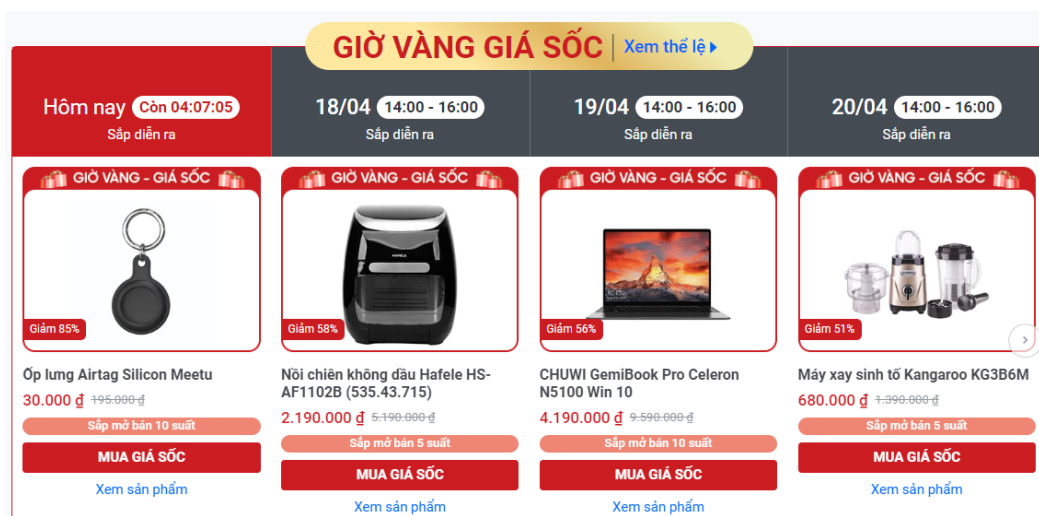 GIỜ VÀNG GIÁ SỐC Xem thể lệ
Hôm nay Còn 04:07:05
Sắp diễn ra
18/04 14:00 - 16:00
Sắp diễn ra
19/04 14:00 - 16:00
Sắp diễn ra
20/04 14:00 - 16:00
Sắp diễn ra
GIỜ VÀNG - GIÁ SỐC
Giảm 85%
Ốp lưng Airtag Silicon Meetu
30.000 ₫ 195.000 ₫
Sắp mở bán 10 suất
MUA GIÁ SỐC
Xem sản phẩm
GIỜ VÀNG - GIÁ SỐC
HAFELE
Giảm 58%
Nồi chiên không dầu Hafele HS-
AF1102B (535.43.715)
2.190.000 ₫ 5.190.000 ₫
Sắp mở bán 5 suất
MUA GIÁ SỐC
Xem sản phẩm
GIỜ VÀNG - GIÁ SỐC
Giảm 56%
CHUWI GemiBook Pro Celeron
N5100 Win 10
4.190.000 ₫ 9.590.000 ₫
Sắp mở bán 10 suất
MUA GIÁ SỐC
Xem sản phẩm
GIỜ VÀNG - GIÁ SỐC
Giảm 51%
Máy xay sinh tố Kangaroo KG3B6M
680.000 ₫ 1.390.000 ₫
Sắp mở bán 5 suất
MUA GIÁ SỐC
Xem sản phẩm